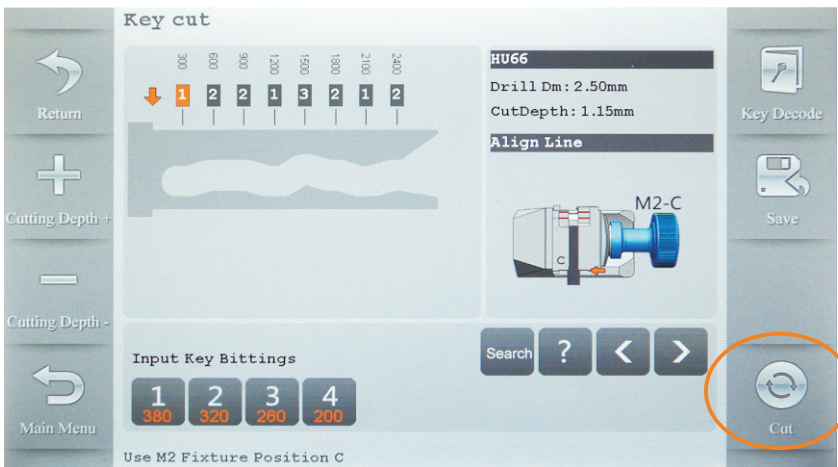 Key cut
Return
Cutting Depth +
Cutting Depth -
Main Menu
300 600 900 1200 1500 1800 2100 2400
1 2 2 1 3 2 1 2
HU66
Drill Dm: 2.50mm
CutDepth: 1.15mm
Align Line
M2-C
C
Input Key Bittings
1 2 3 4
380 320 260 200
Search ? < >
Use M2 Fixture Position C
Key Decode
Save
Cut